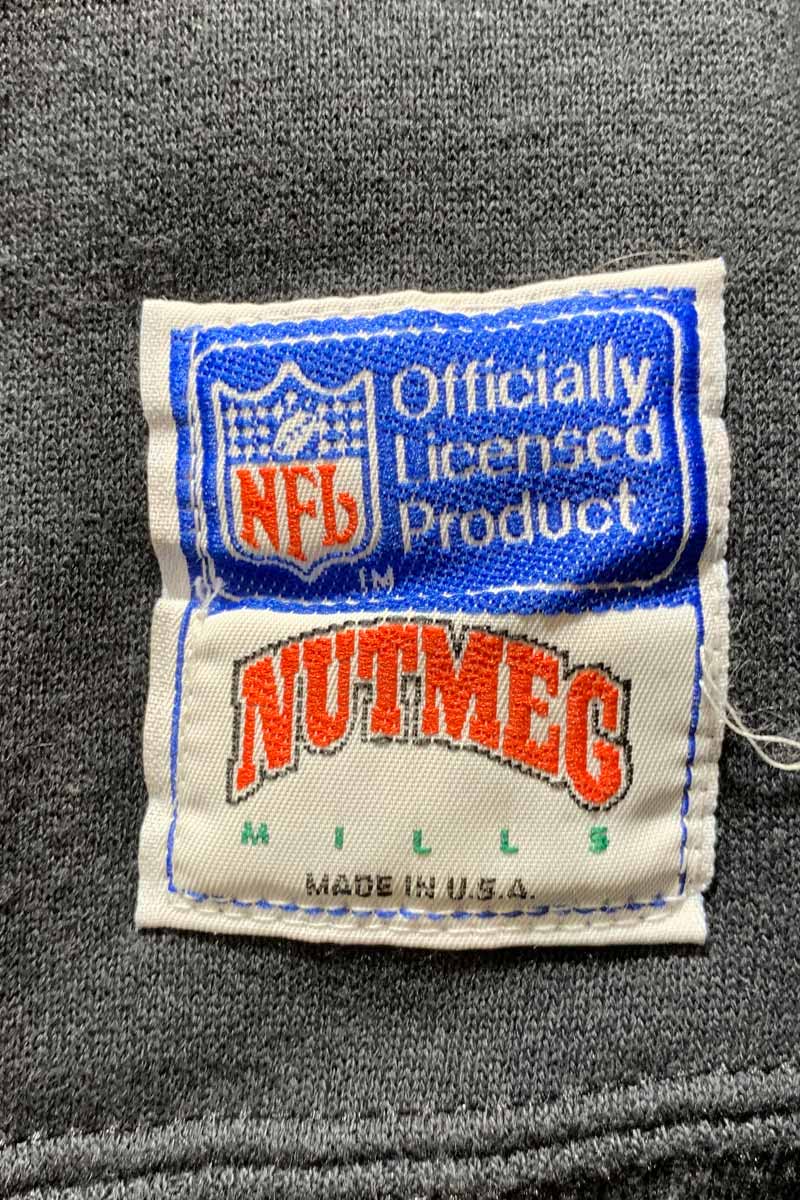 Officially
Licensed
Product
NFL
TM
NUTMEG
MILLS
MADE IN U.S.A.